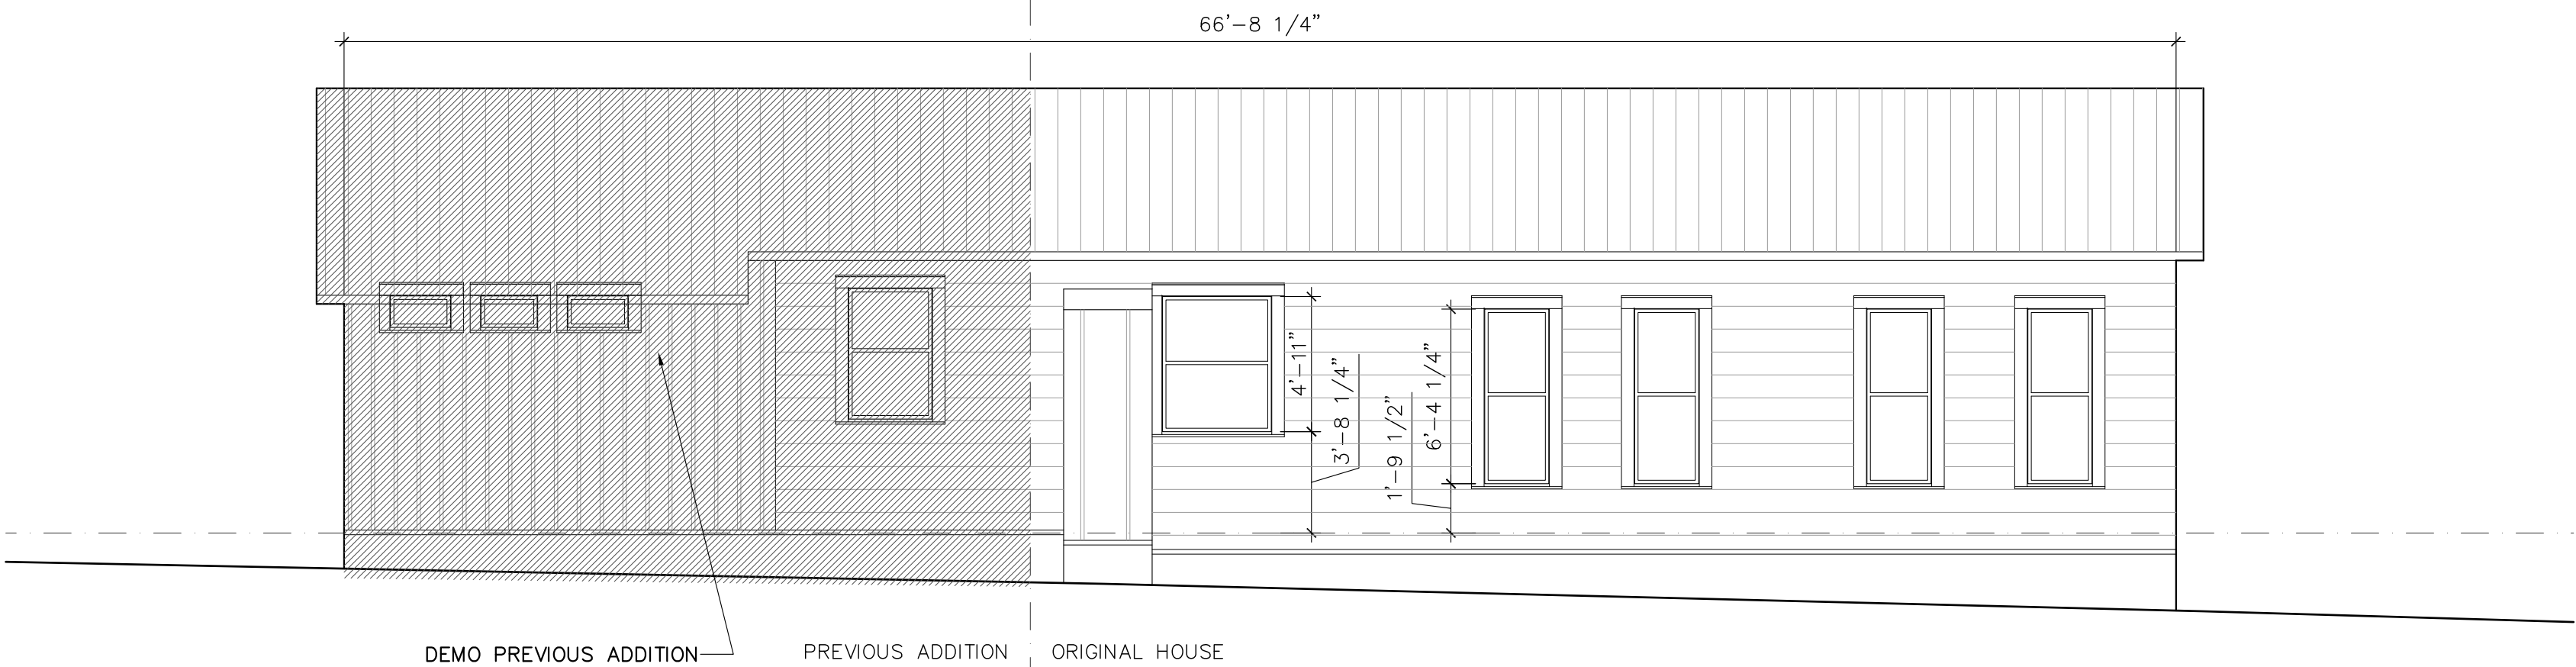 66'-8 1/4"
4'-11"
3'-8 1/4"
1'-9 1/2"
6'-4 1/4"
DEMO PREVIOUS ADDITION
PREVIOUS ADDITION
ORIGINAL HOUSE